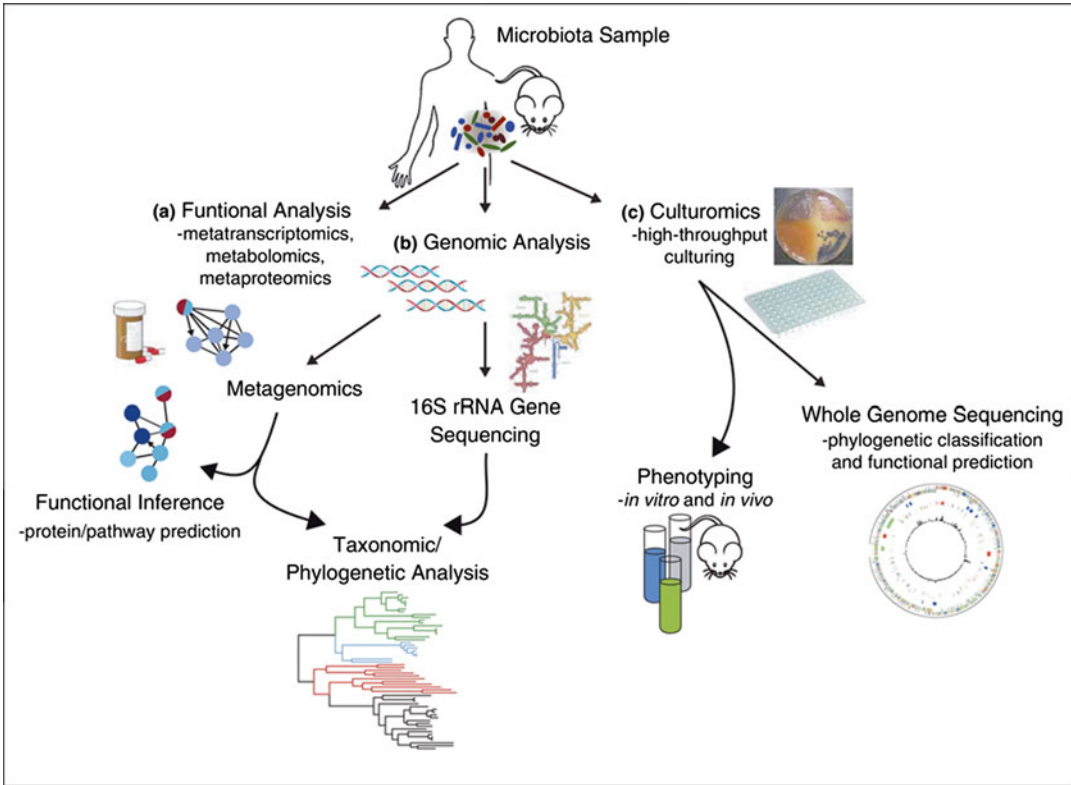 Microbiota Sample
(a) Funtional Analysis
-metatranscriptomics,
metabolomics,
metaproteomics
(b) Genomic Analysis
(c) Culturomics
-high-throughput
culturing
Metagenomics
16S rRNA Gene
Sequencing
Functional Inference
-protein/pathway prediction
Taxonomic/
Phylogenetic Analysis
Phenotyping
-in vitro and in vivo
Whole Genome Sequencing
-phylogenetic classification
and functional prediction